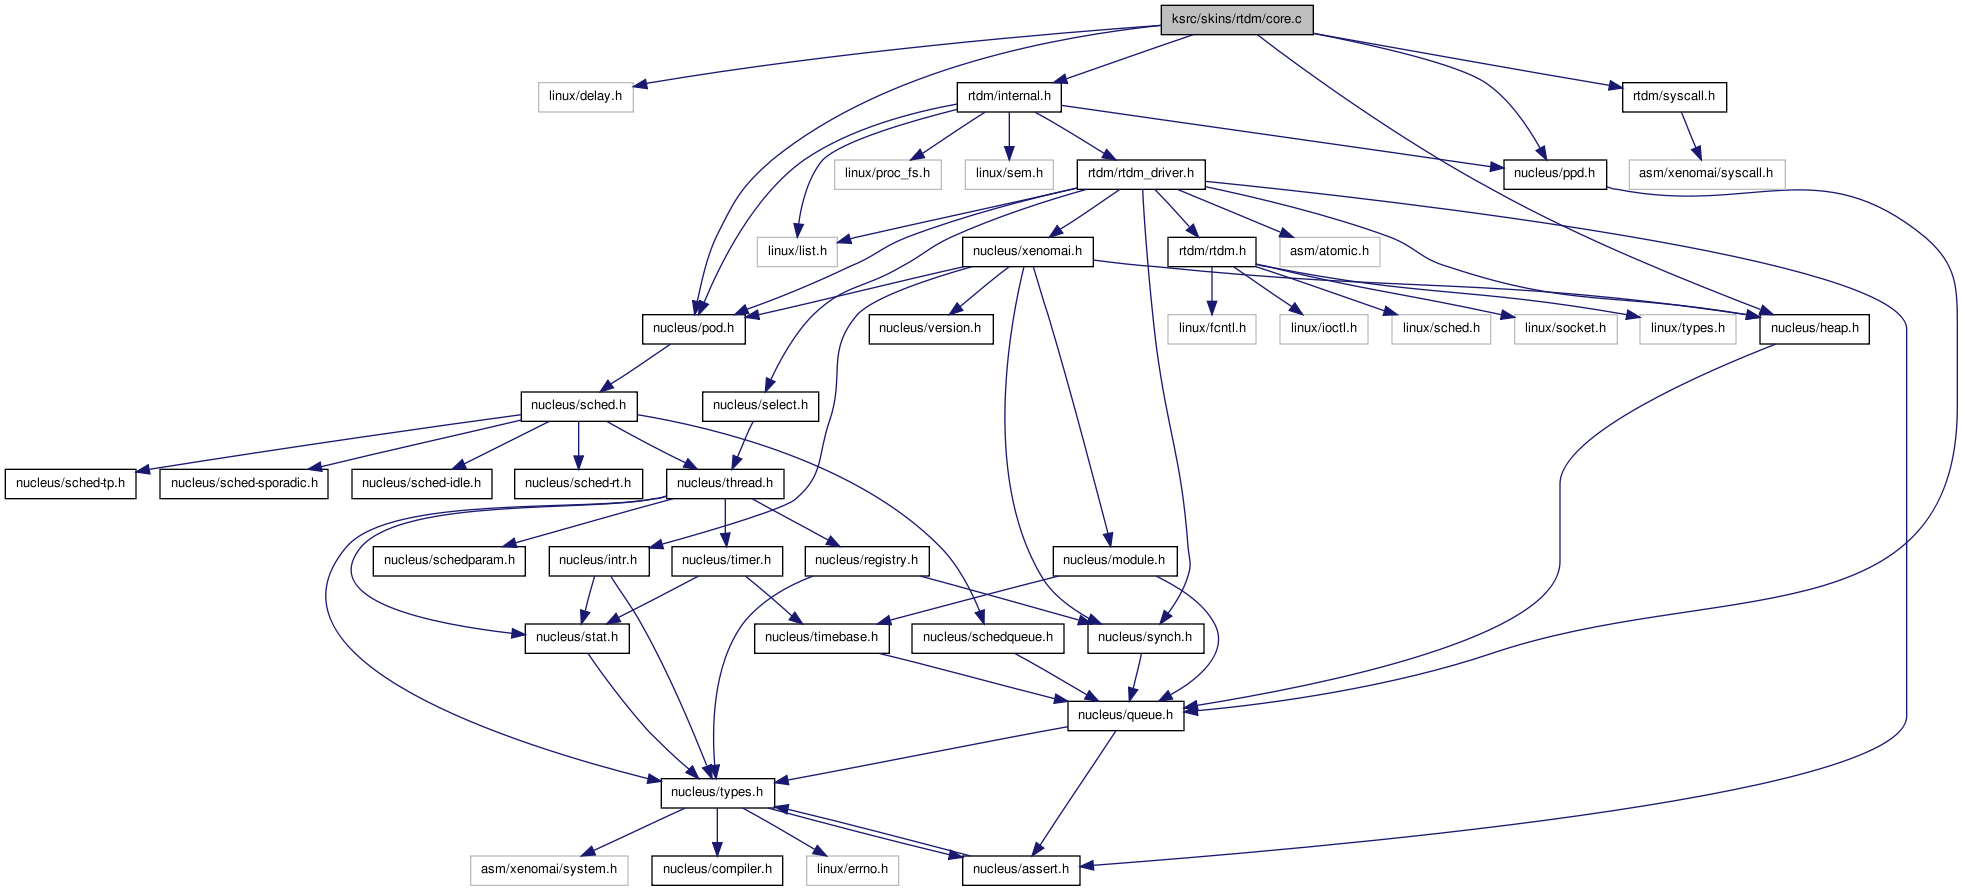 ksrc/skins/rtdm/core.c
linux/delay.h
rtdm/internal.h
rtdm/syscall.h
linux/proc_fs.h
linux/sem.h
rtdm/rtdm_driver.h
nucleus/ppd.h
asm/xenomai/syscall.h
linux/list.h
nucleus/xenomai.h
rtdm/rtdm.h
asm/atomic.h
nucleus/pod.h
nucleus/version.h
linux/fcntl.h
linux/ioctl.h
linux/sched.h
linux/socket.h
linux/types.h
nucleus/heap.h
nucleus/sched.h
nucleus/select.h
nucleus/sched-tp.h
nucleus/sched-sporadic.h
nucleus/sched-idle.h
nucleus/sched-rt.h
nucleus/thread.h
nucleus/schedparam.h
nucleus/intr.h
nucleus/timer.h
nucleus/registry.h
nucleus/module.h
nucleus/stat.h
nucleus/timebase.h
nucleus/schedqueue.h
nucleus/synch.h
nucleus/queue.h
nucleus/types.h
asm/xenomai/system.h
nucleus/compiler.h
linux/errno.h
nucleus/assert.h